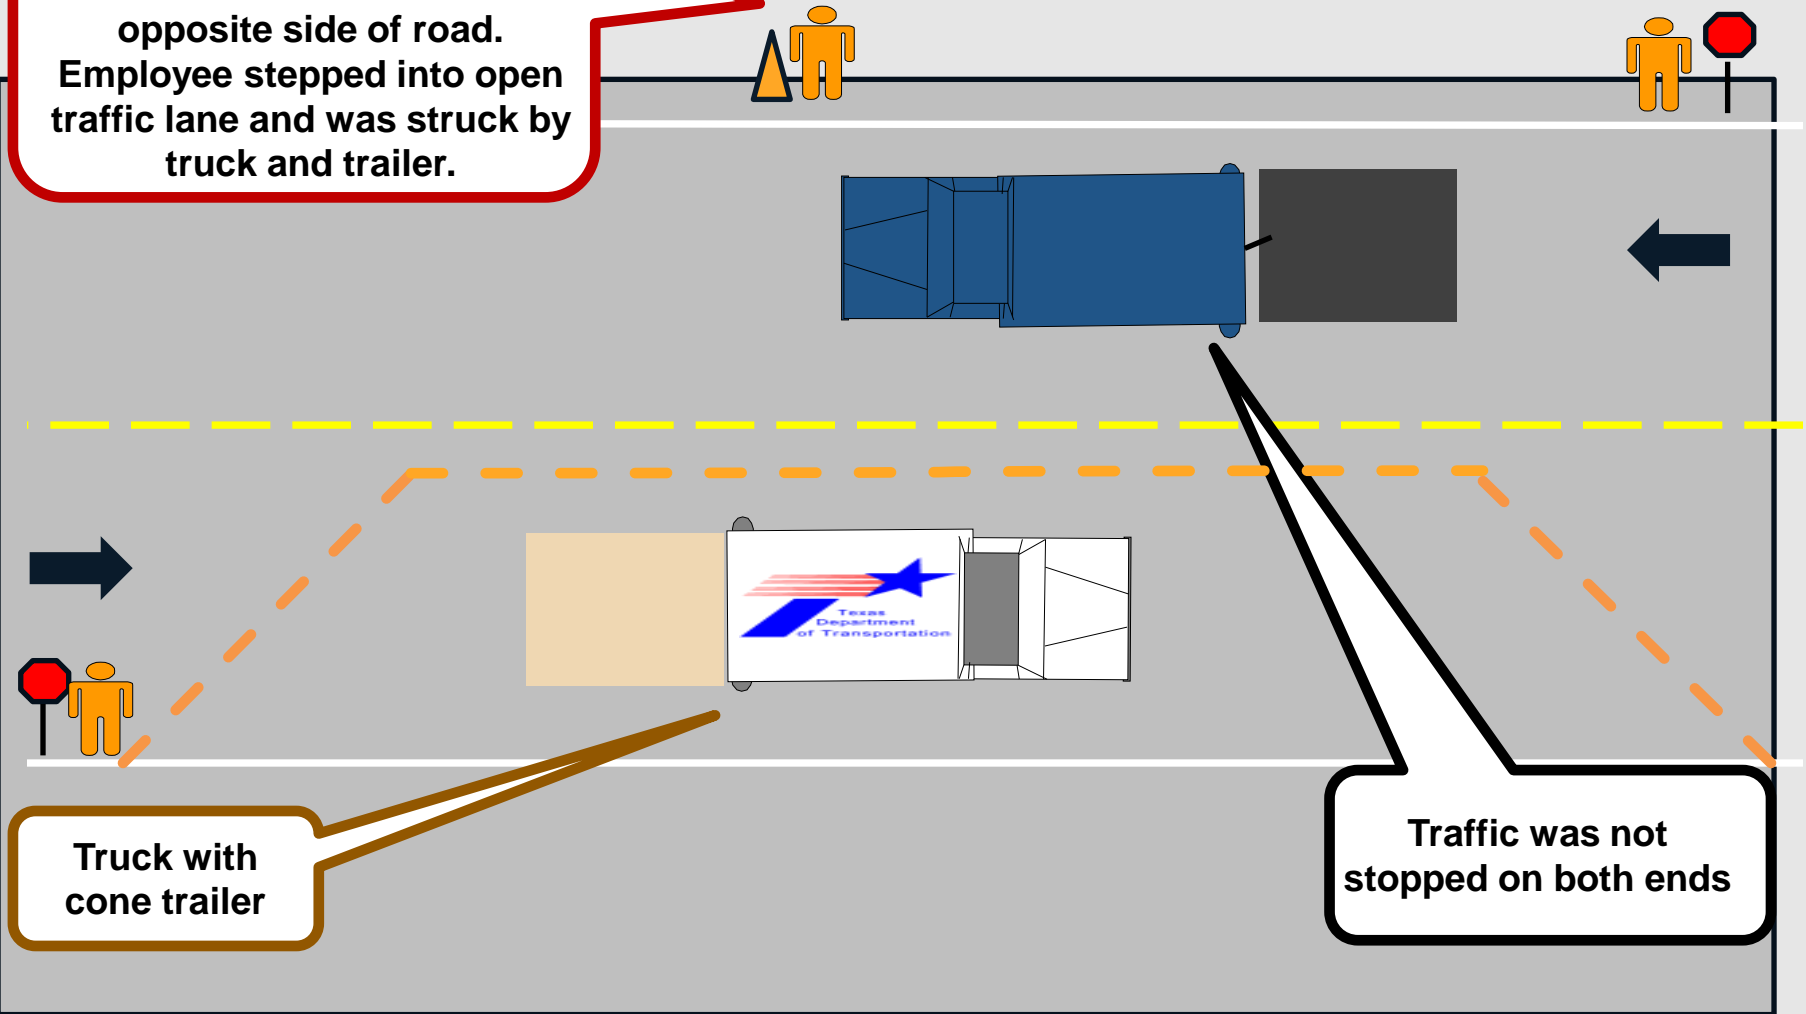 opposite side of road.
Employee stepped into open
traffic lane and was struck by
truck and trailer.
Texas
Department
of Transportation
Truck with
cone trailer
Traffic was not
stopped on both ends